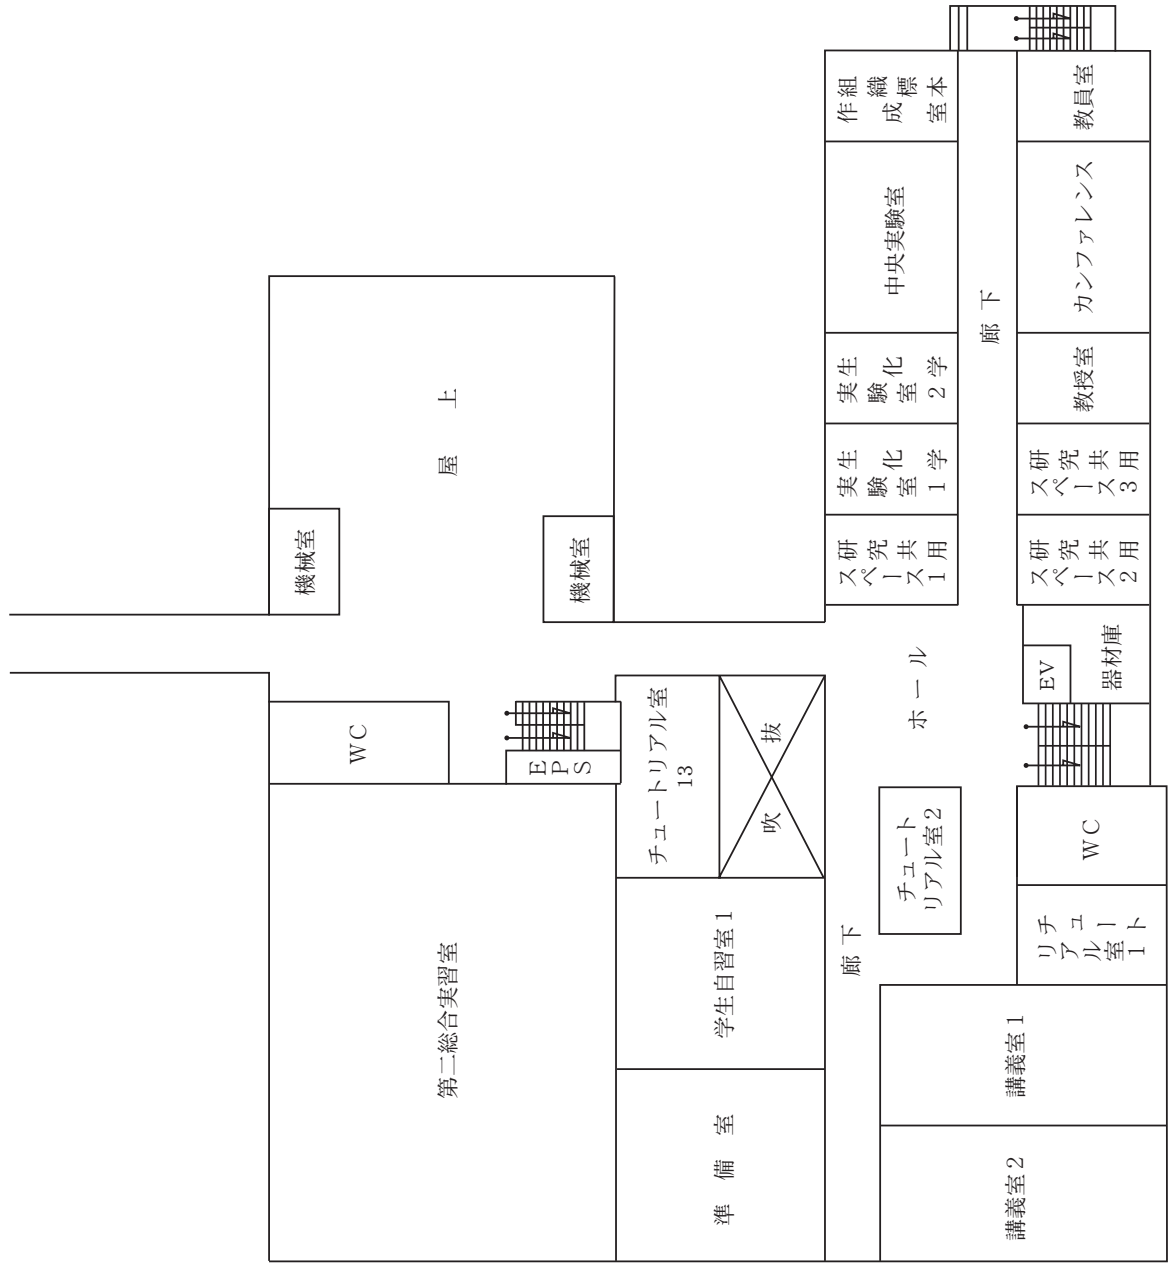 第二総合実習室
WC
EPS
機械室
機械室
屋上
準備室
学生自習室1
チュートリアル室
13
吹抜
廊下
ホール
廊下
講義室2
講義室1
チュート
リアル室2
チュート
リアル室1
WC
EV
器材庫
研究共用
スペース1
生化学
実験室1
生化学
実験室2
中央実験室
組織標本
作成室
研究共用
スペース2
研究共用
スペース3
教授室
カンファレンス
教員室